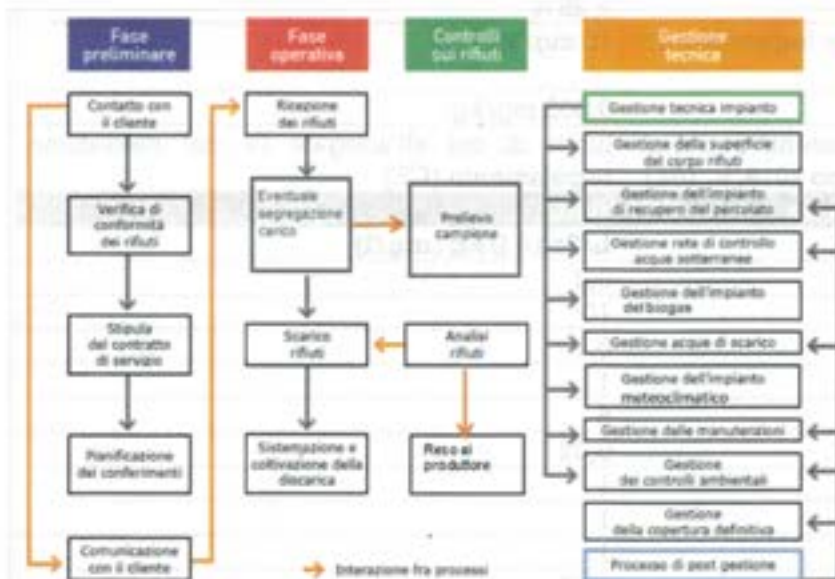 Fase
preliminare
Fase
operativa
Controlli
sui rifiuti
Gestione
tecnica
Contatto con
il cliente
Verifica di
conformità
dei rifiuti
Stipula
del contratto
di servizio
Pianificazione
dei conferimenti
Comunicazione
con il cliente
Ricezione
dei rifiuti
Eventuale
segregazione
carico
Scarico
rifiuti
Sistemazione e
coltivazione della
discarica
Prelievo
campione
Analisi
rifiuti
Reso al
produttore
Gestione tecnica impianto
Gestione della superficie
del corpo rifiuti
Gestione dell'impianto
di recupero del percolato
Gestione rete di controllo
acque sotterranee
Gestione dell'impianto
del biogas
Gestione acque di scarico
Gestione dell'impianto
meteoclimatico
Gestione delle manutenzioni
Gestione
dei controlli ambientali
Gestione
della copertura definitiva
Processo di post gestione
Interazione fra processi